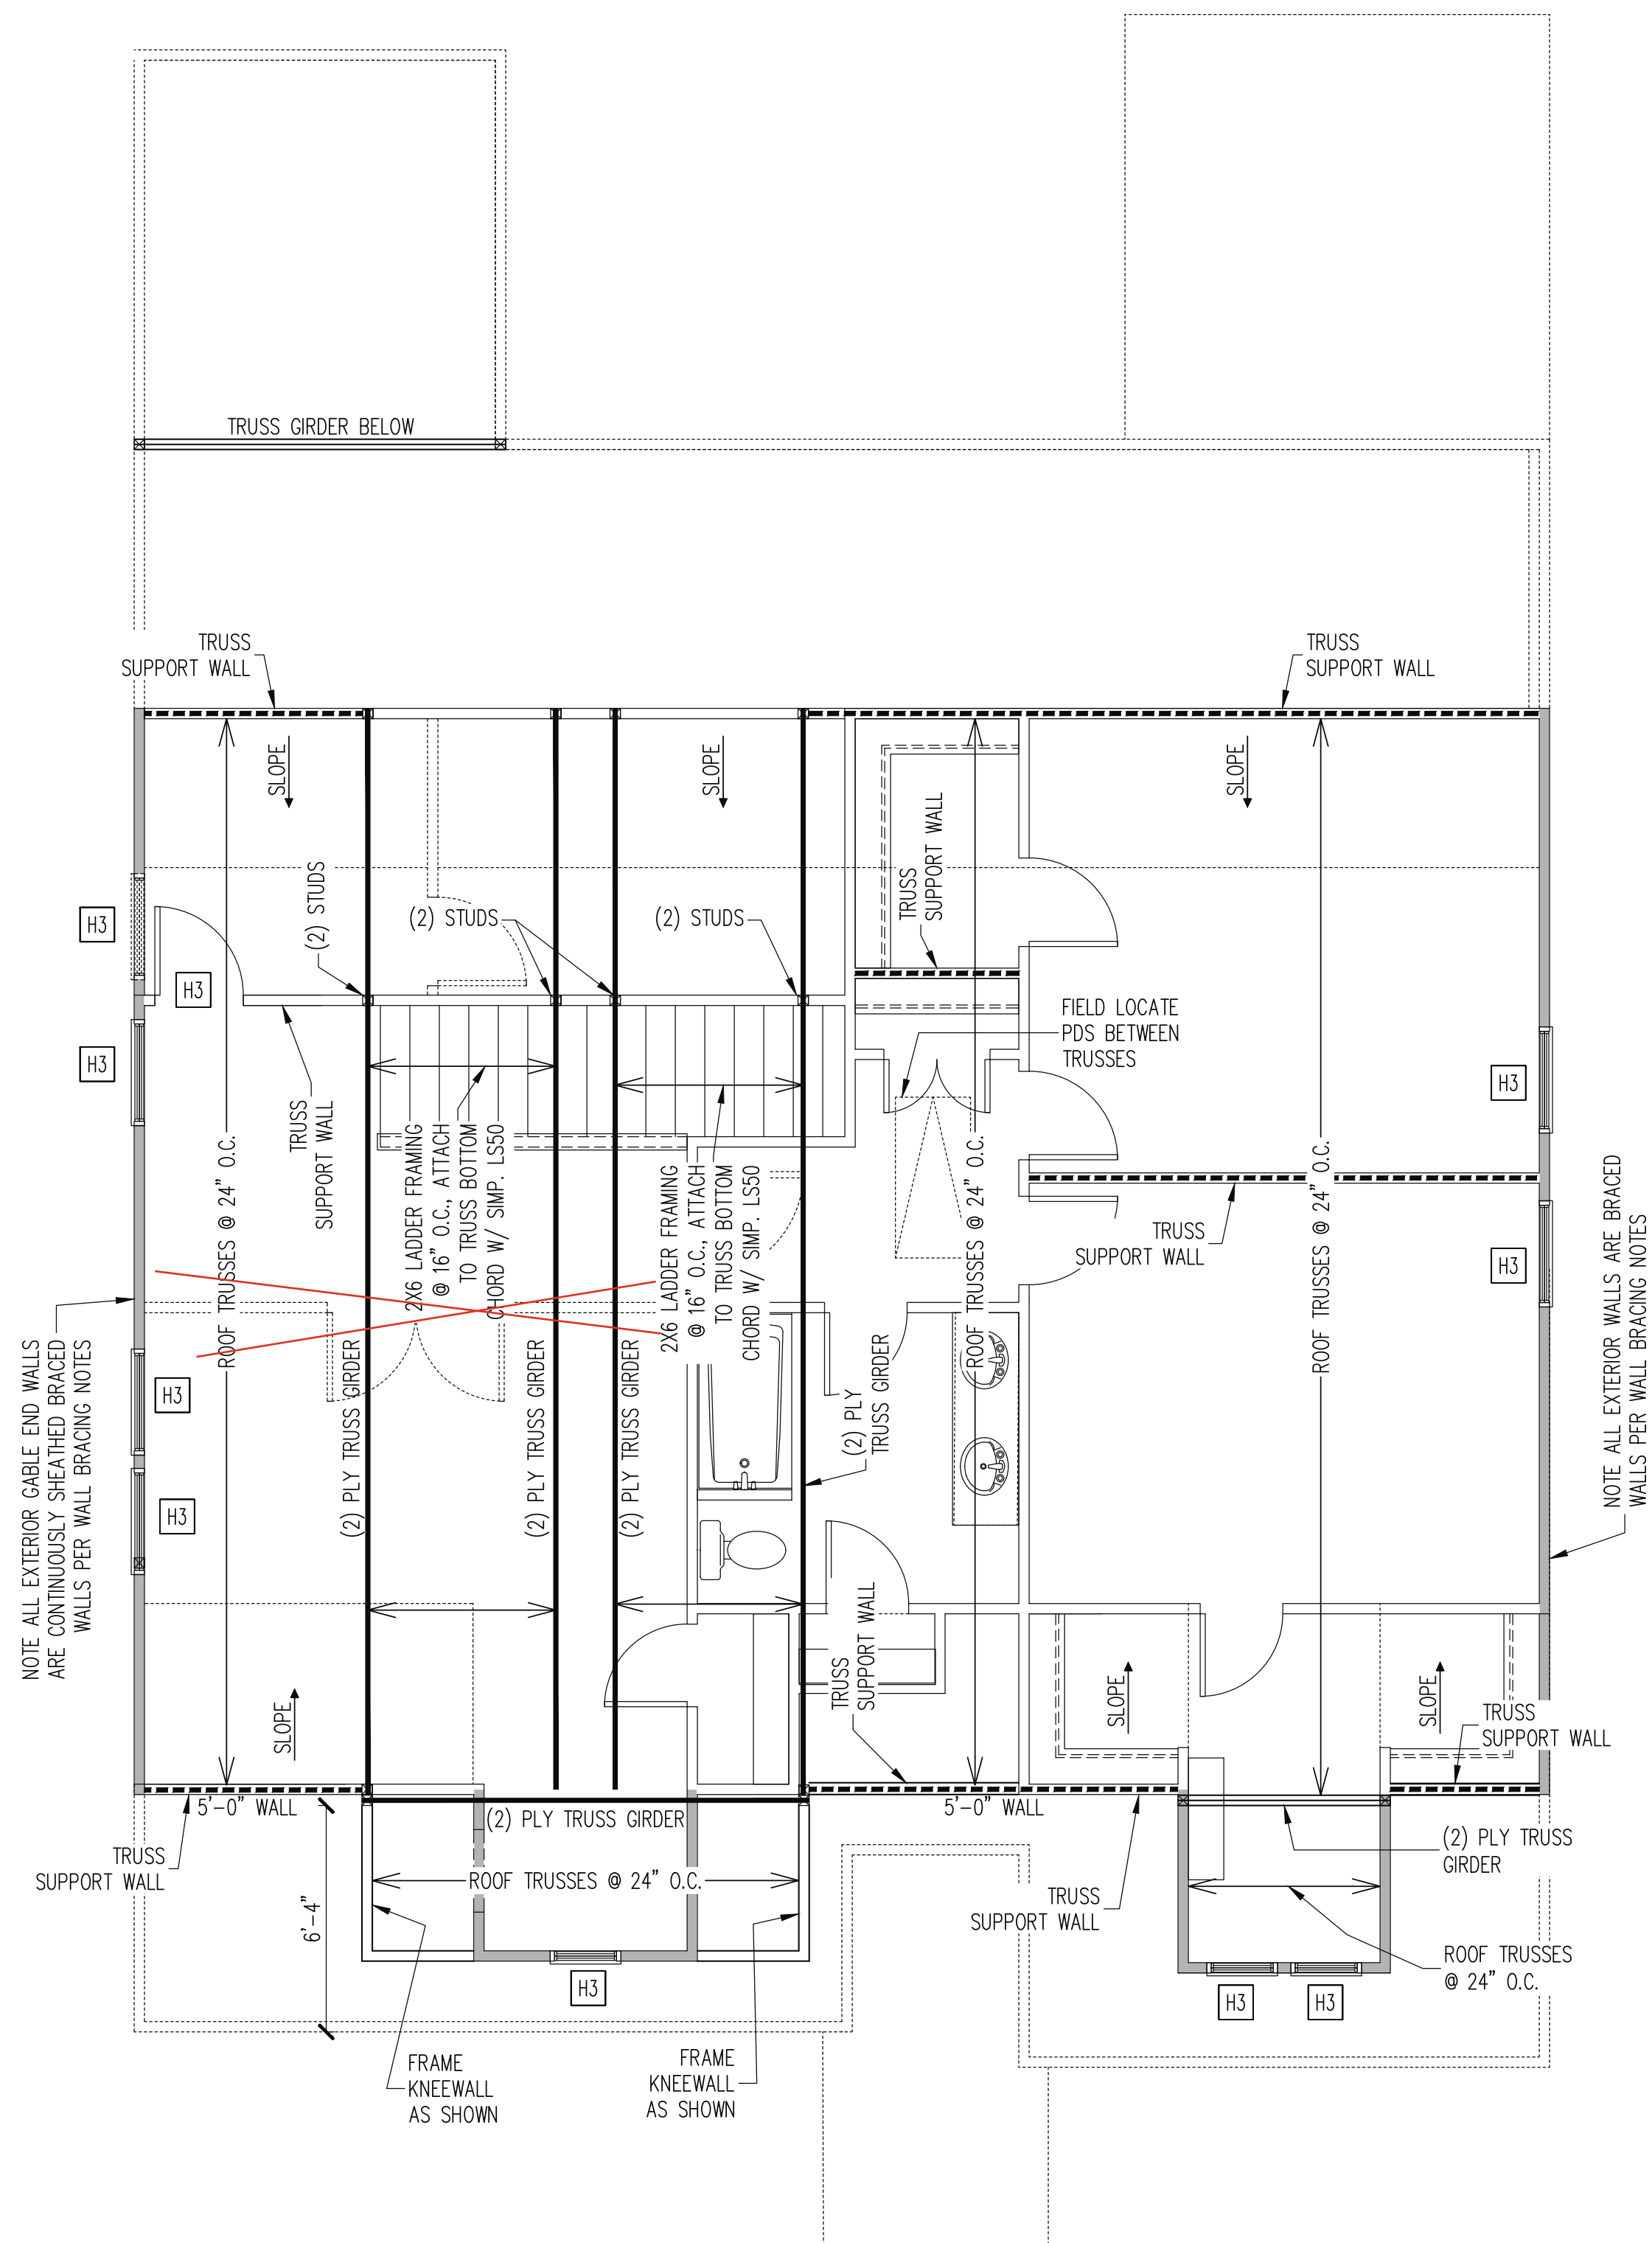 TRUSS GIRDER BELOW
TRUSS
SUPPORT WALL
TRUSS
SUPPORT WALL
SLOPE
SLOPE
SLOPE
TRUSS
SUPPORT WALL
(2) STUDS
(2) STUDS
(2) STUDS
H3
H3
H3
FIELD LOCATE
PDS BETWEEN
TRUSSES
H3
TRUSS
SUPPORT WALL
ROOF TRUSSES @ 24" O.C.
2X6 LADDER FRAMING
@ 16" O.C., ATTACH
TO TRUSS BOTTOM
CHORD W/ SIMP. LS50
2X6 LADDER FRAMING
@ 16" O.C., ATTACH
TO TRUSS BOTTOM
CHORD W/ SIMP. LS50
ROOF TRUSSES @ 24" O.C.
ROOF TRUSSES @ 24" O.C.
TRUSS
SUPPORT WALL
H3
NOTE ALL EXTERIOR WALLS ARE BRACED
WALLS PER WALL BRACING NOTES
NOTE ALL EXTERIOR GABLE END WALLS
ARE CONTINUOUSLY SHEATHED BRACED
WALLS PER WALL BRACING NOTES
H3
H3
(2) PLY TRUSS GIRDER
(2) PLY TRUSS GIRDER
(2) PLY TRUSS GIRDER
(2) PLY
TRUSS GIRDER
TRUSS
SUPPORT WALL
SLOPE
SLOPE
SLOPE
TRUSS
SUPPORT WALL
5'-0" WALL
5'-0" WALL
(2) PLY TRUSS GIRDER
TRUSS
SUPPORT WALL
6'-4"
ROOF TRUSSES @ 24" O.C.
TRUSS
SUPPORT WALL
(2) PLY TRUSS
GIRDER
ROOF TRUSSES
@ 24" O.C.
H3
H3
H3
FRAME
KNEEWALL
AS SHOWN
FRAME
KNEEWALL
AS SHOWN